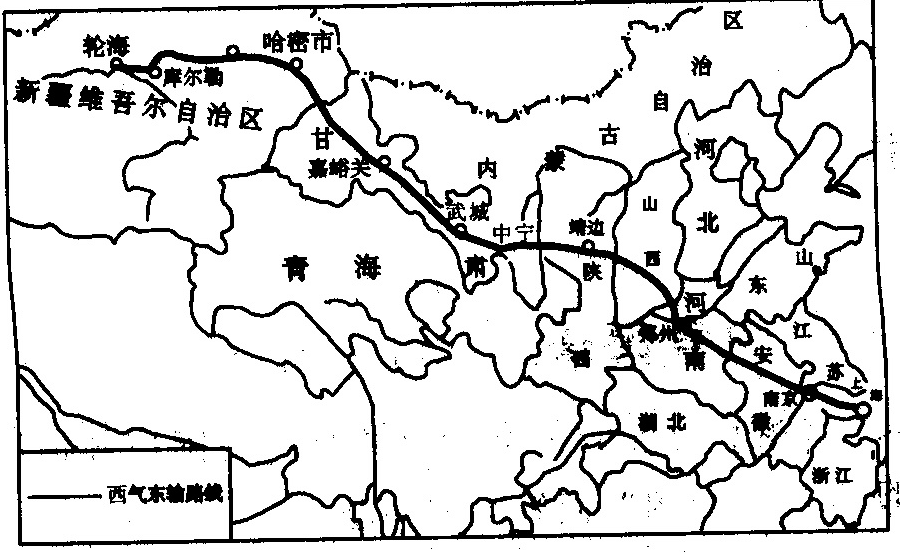 区
治
自
古
蒙
内
轮海
哈密市
库尔勒
新疆维吾尔自治区
甘
嘉峪关
武城
肃
中宁
靖边
陕
西
山
西
河
北
青海
山
东
河
南
郑州
江
苏
安
徽
上海
南京
湖北
浙江
西气东输路线